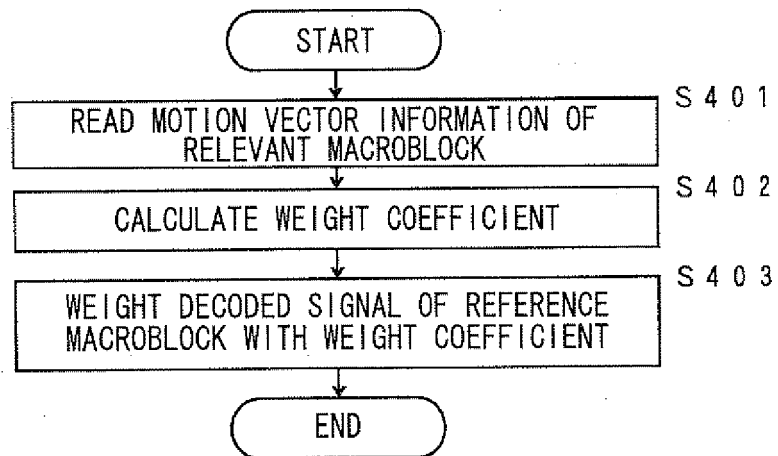 START
S401
READ MOTION VECTOR INFORMATION OF
RELEVANT MACROBLOCK
S402
CALCULATE WEIGHT COEFFICIENT
S403
WEIGHT DECODED SIGNAL OF REFERENCE
MACROBLOCK WITH WEIGHT COEFFICIENT
END